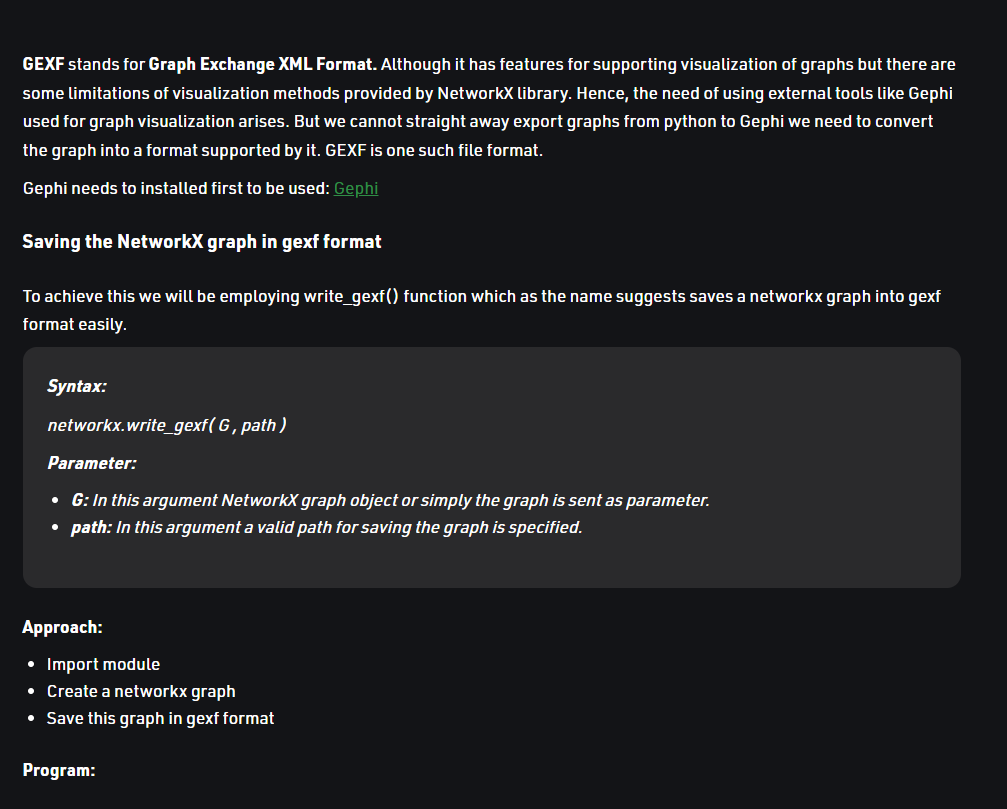 GEXF stands for Graph Exchange XML Format. Although it has features for supporting visualization of graphs but there are
some limitations of visualization methods provided by NetworkX library. Hence, the need of using external tools like Gephi
used for graph visualization arises. But we cannot straight away export graphs from python to Gephi we need to convert
the graph into a format supported by it. GEXF is one such file format.
Gephi needs to installed first to be used: Gephi
Saving the NetworkX graph in gexf format
To achieve this we will be employing write_gexf() function which as the name suggests saves a networkx graph into gexf
format easily.
Syntax:
networkx.write_gexf( G , path )
Parameter:
• G: In this argument NetworkX graph object or simply the graph is sent as parameter.
• path: In this argument a valid path for saving the graph is specified.
Approach:
• Import module
• Create a networkx graph
• Save this graph in gexf format
Program: